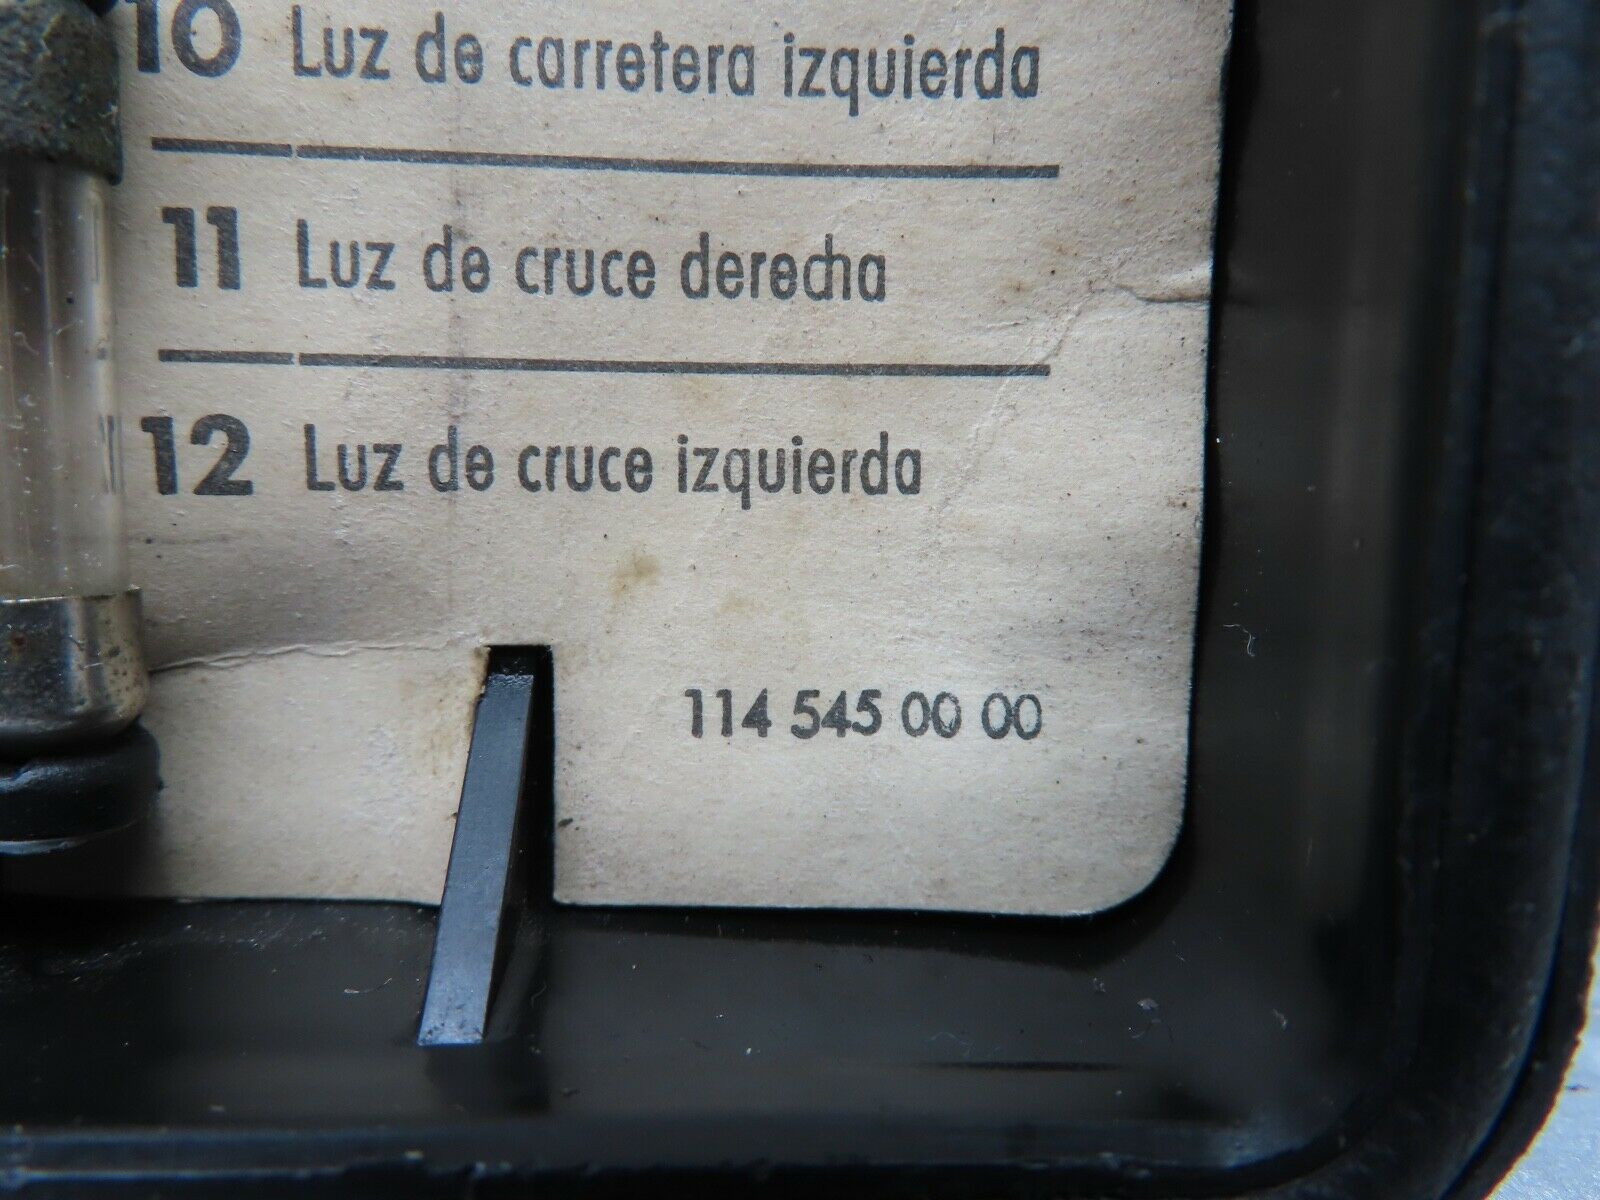 10 Luz de carretera izquierda
11 Luz de cruce derecha
12 Luz de cruce izquierda
114 545 00 00